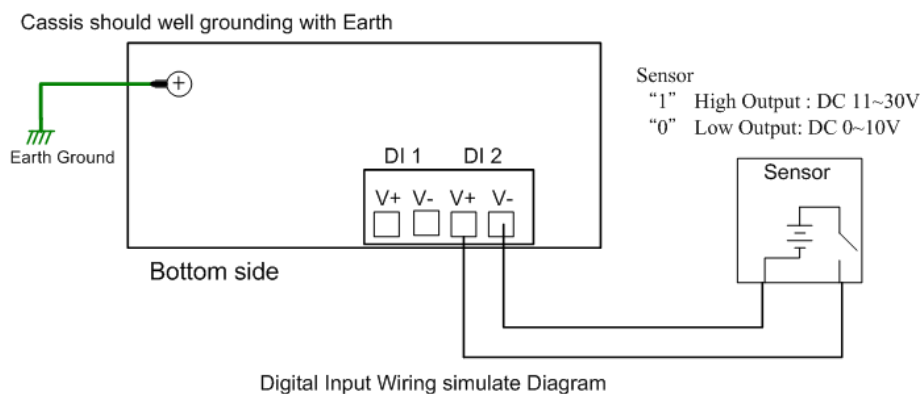 Cassis should well grounding with Earth
Earth Ground
DI 1 DI 2
V+ V- V+ V-
Bottom side
Sensor
“1” High Output : DC 11~30V
“0” Low Output: DC 0~10V
Sensor
Digital Input Wiring simulate Diagram